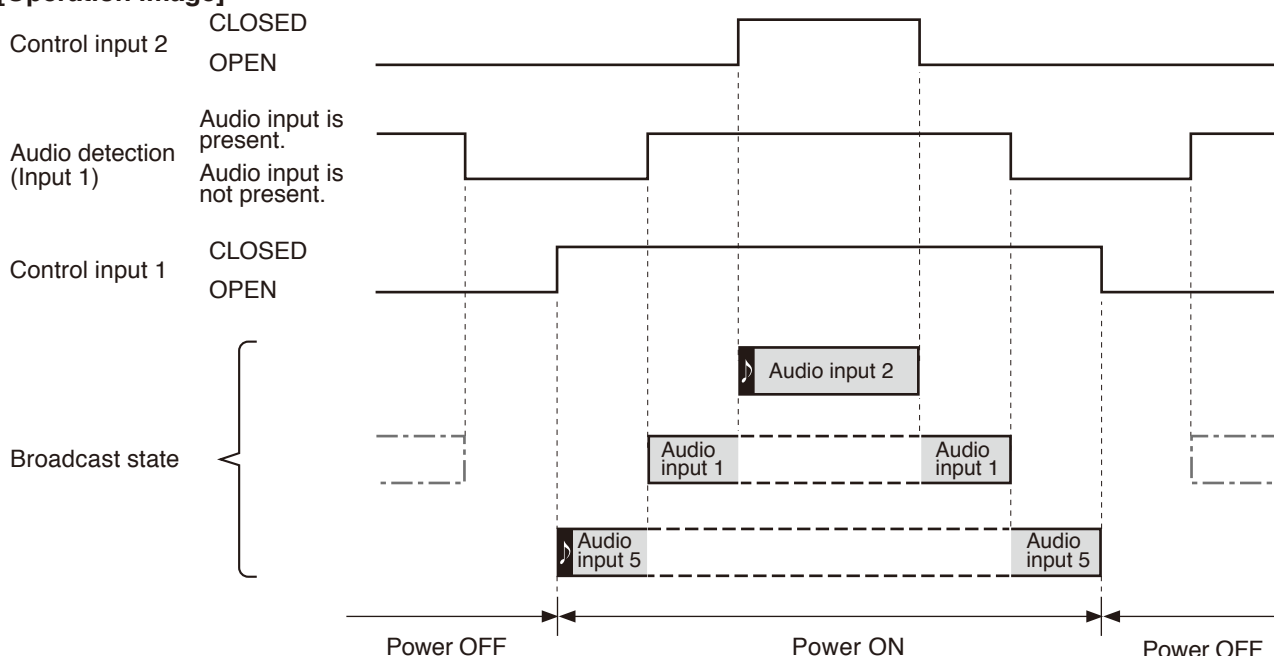 [Operation image]
CLOSED
Control input 2
OPEN
Audio input is
present.
Audio detection
(Input 1)
Audio input is
not present.
CLOSED
Control input 1
OPEN
♪ Audio input 2
Broadcast state
Audio
input 1
Audio
input 1
♪ Audio
input 5
Audio
input 5
Power OFF
Power ON
Power OFF